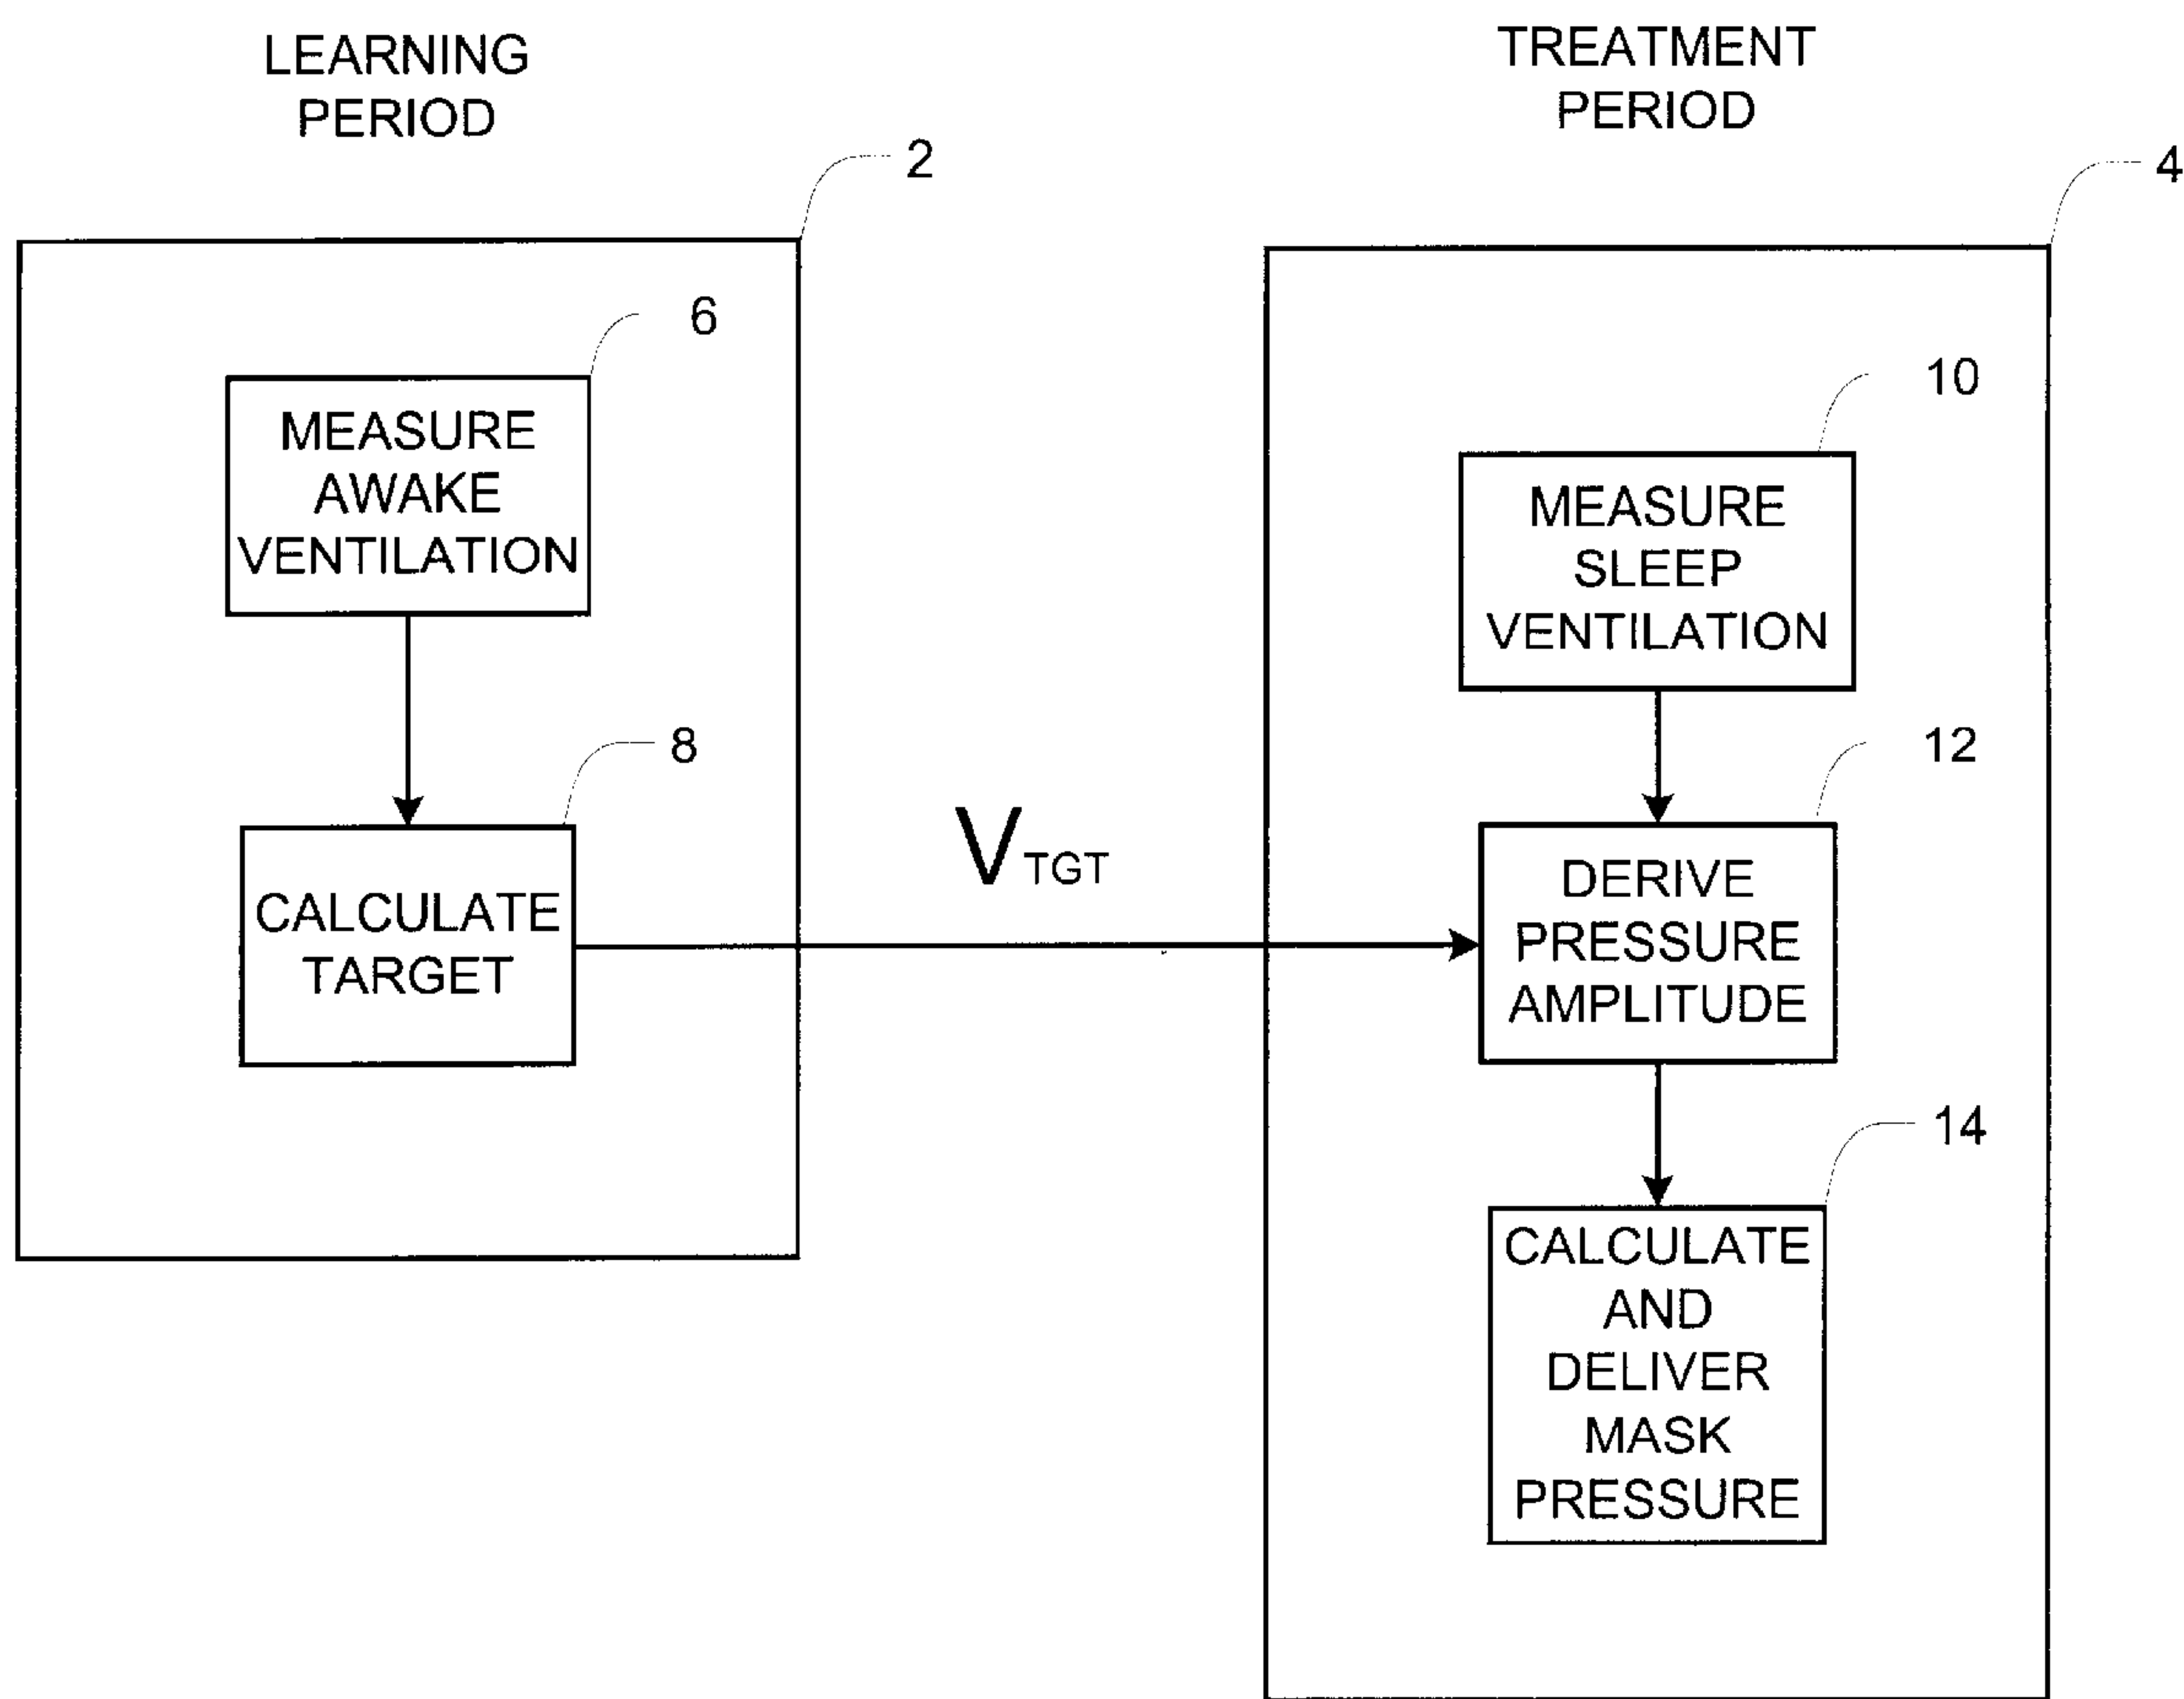 LEARNING
PERIOD
2
6
MEASURE
AWAKE
VENTILATION
8
CALCULATE
TARGET
VTGT
TREATMENT
PERIOD
4
10
MEASURE
SLEEP
VENTILATION
12
DERIVE
PRESSURE
AMPLITUDE
14
CALCULATE
AND
DELIVER
MASK
PRESSURE